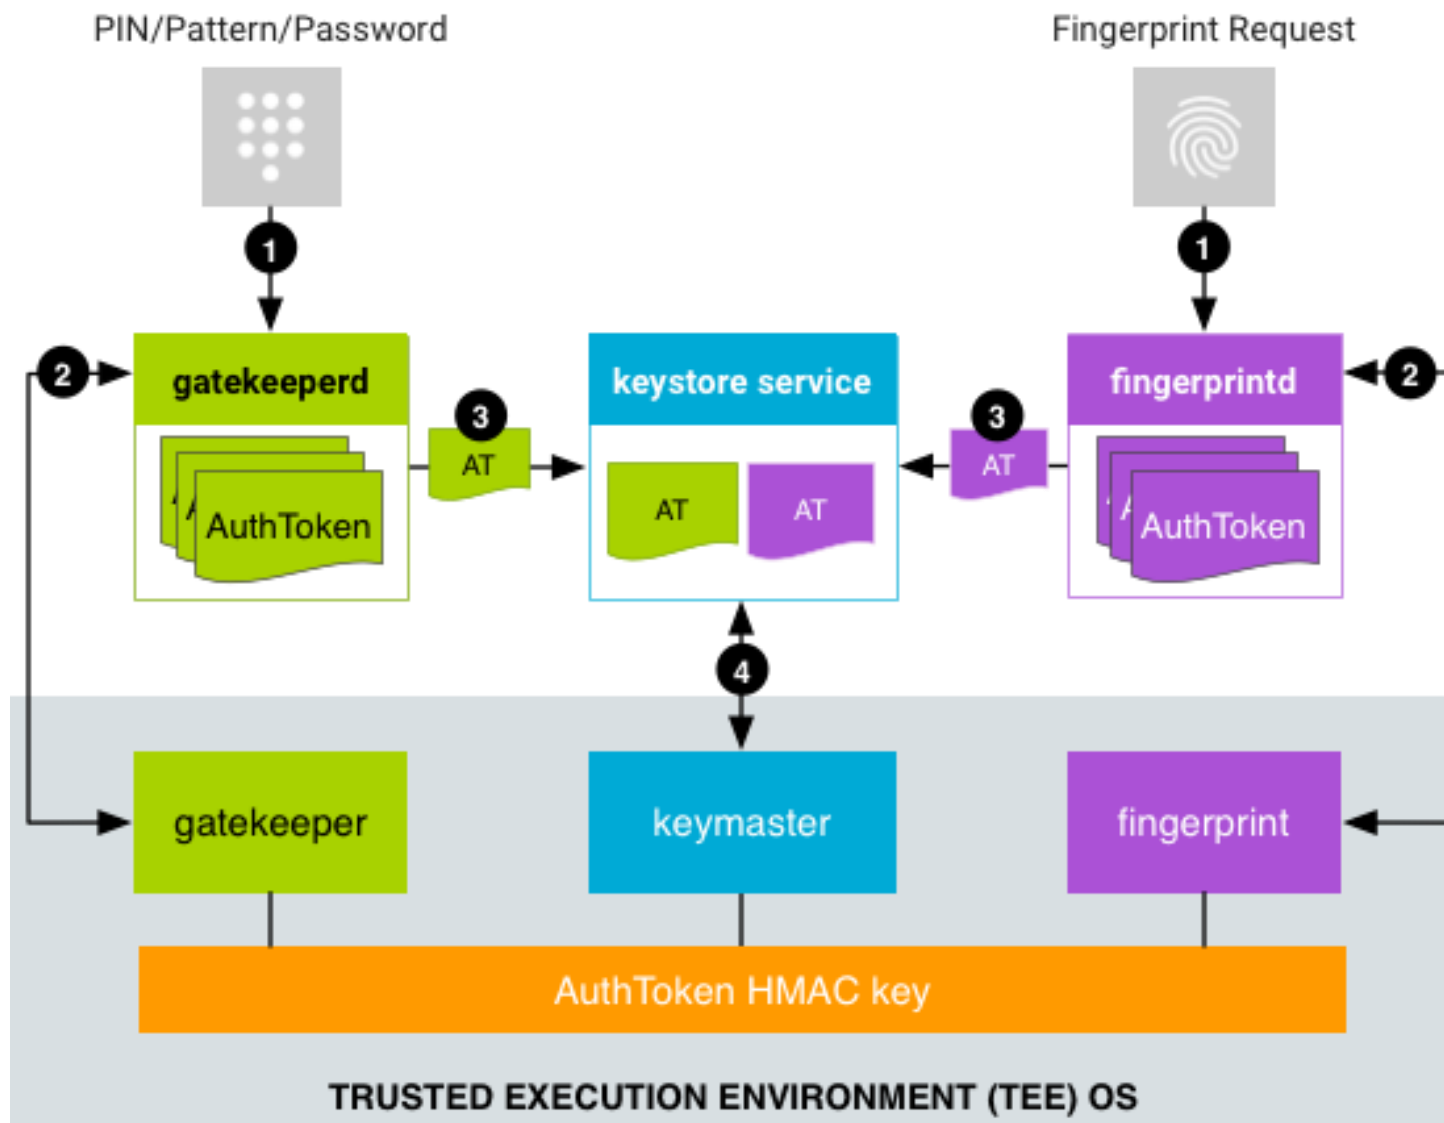 PIN/Pattern/Password
Fingerprint Request
1
1
2
gatekeeperd
3
keystore service
3
fingerprintd
2
AT
AT
A
A
AuthToken
AT
AT
A
A
AuthToken
4
gatekeeper
keymaster
fingerprint
AuthToken HMAC key
TRUSTED EXECUTION ENVIRONMENT (TEE) OS